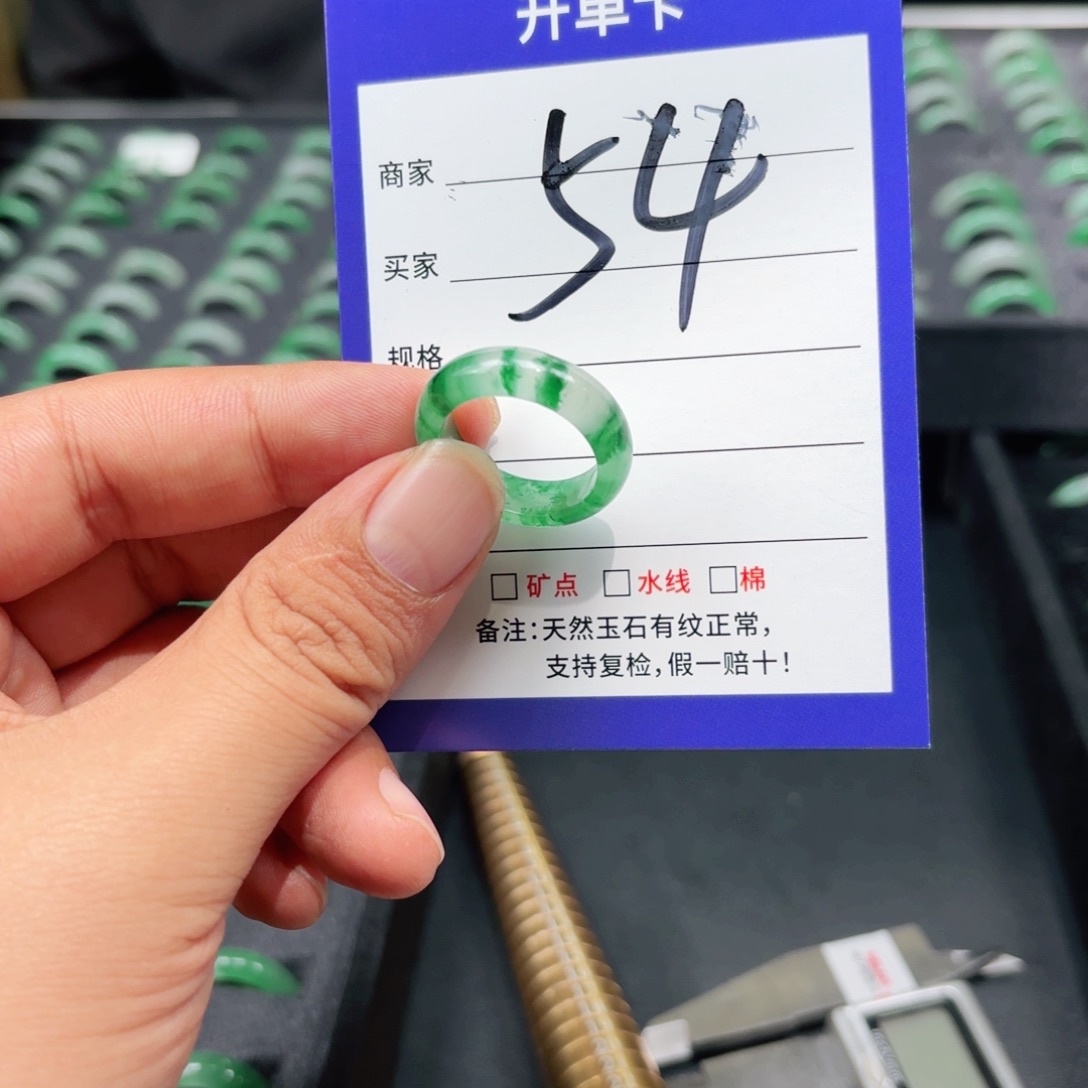 开单卡
54
商家
买家
规格
□ 矿点 □ 水线 □ 棉
备注:天然玉石有纹正常，
支持复检，假一赔十！